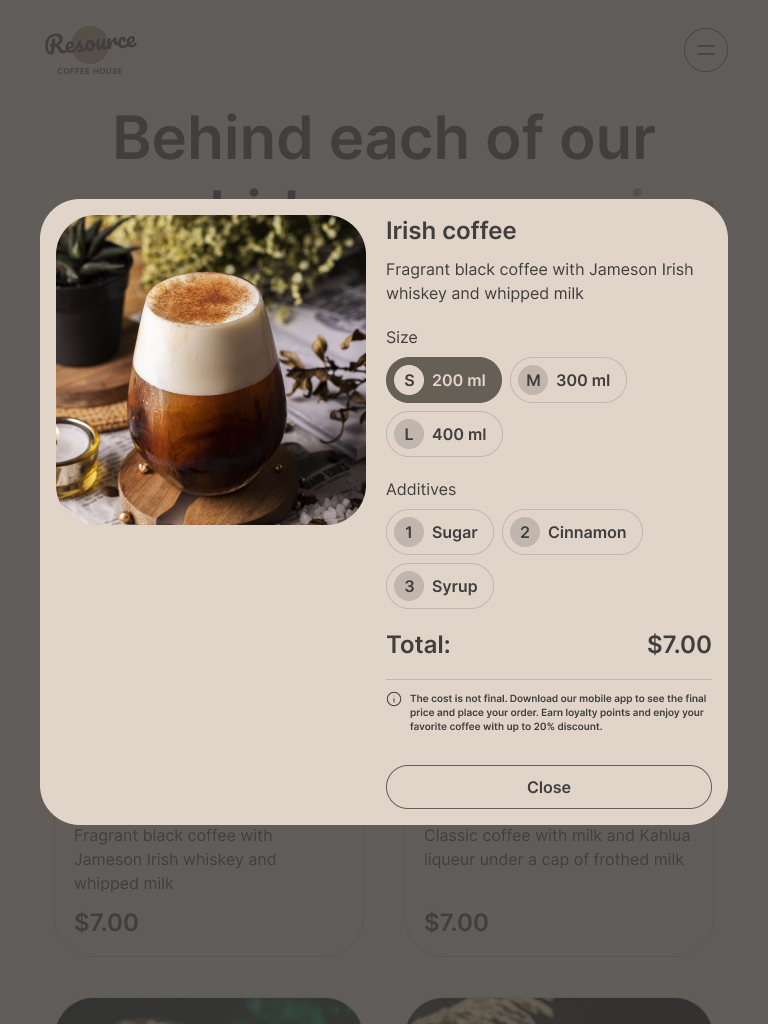 Resource
COFFEE HOUSE
Behind each of our
Irish coffee
Fragrant black coffee with Jameson Irish
whiskey and whipped milk
Size
S 200 ml
M 300 ml
L 400 ml
Additives
1 Sugar
2 Cinnamon
3 Syrup
Total: $7.00
The cost is not final. Download our mobile app to see the final
price and place your order. Earn loyalty points and enjoy your
favorite coffee with up to 20% discount.
Close
Fragrant black coffee with
Jameson Irish whiskey and
whipped milk
$7.00
Classic coffee with milk and Kahlua
liqueur under a cap of frothed milk
$7.00